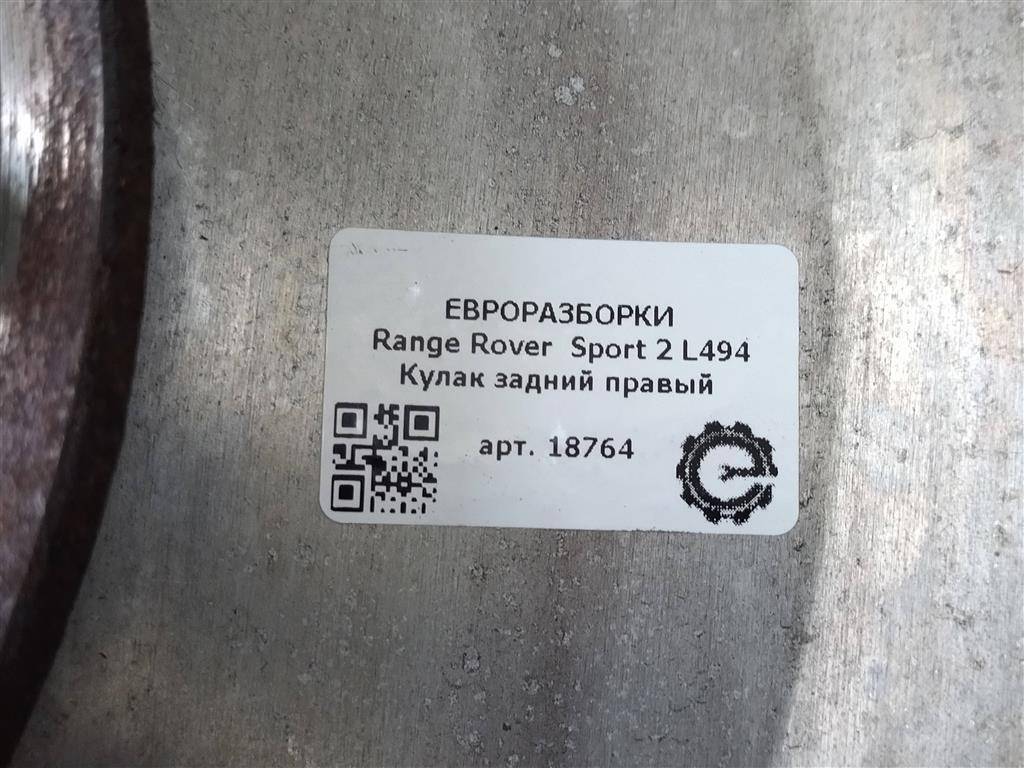 ЕВРОРАЗБОРКИ
Range Rover  Sport 2 L494
Кулак задний правый
арт. 18764